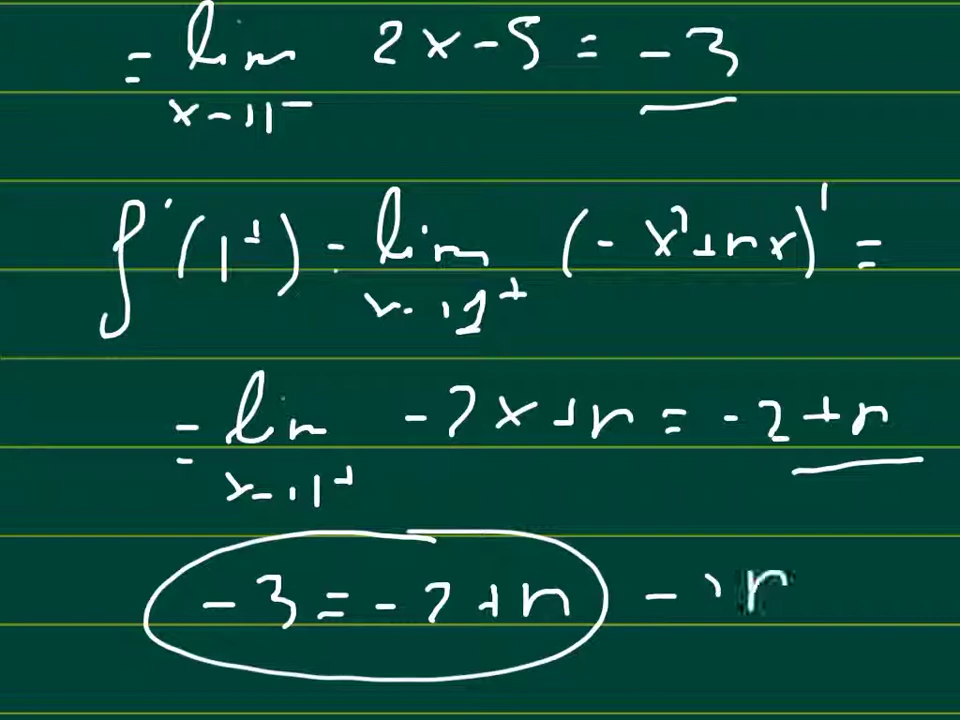 = lim 2x-5 = -3
x→1⁻
f'(1⁺) = lim (-x²+nx)' =
x→1⁺
= lim -2x+n = -2+n
x→1⁺
-3=-2+n → n